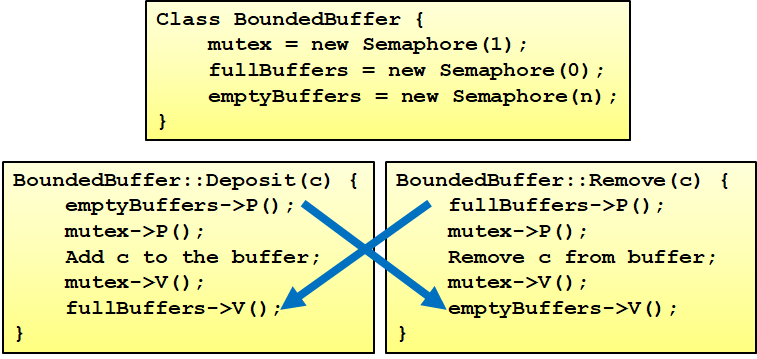 Class BoundedBuffer {
mutex = new Semaphore(1);
fullBuffers = new Semaphore(0);
emptyBuffers = new Semaphore(n);
}
BoundedBuffer::Deposit(c) {
emptyBuffers->P();
mutex->P();
Add c to the buffer;
mutex->V();
fullBuffers->V();
}
BoundedBuffer::Remove(c) {
fullBuffers->P();
mutex->P();
Remove c from buffer;
mutex->V();
emptyBuffers->V();
}